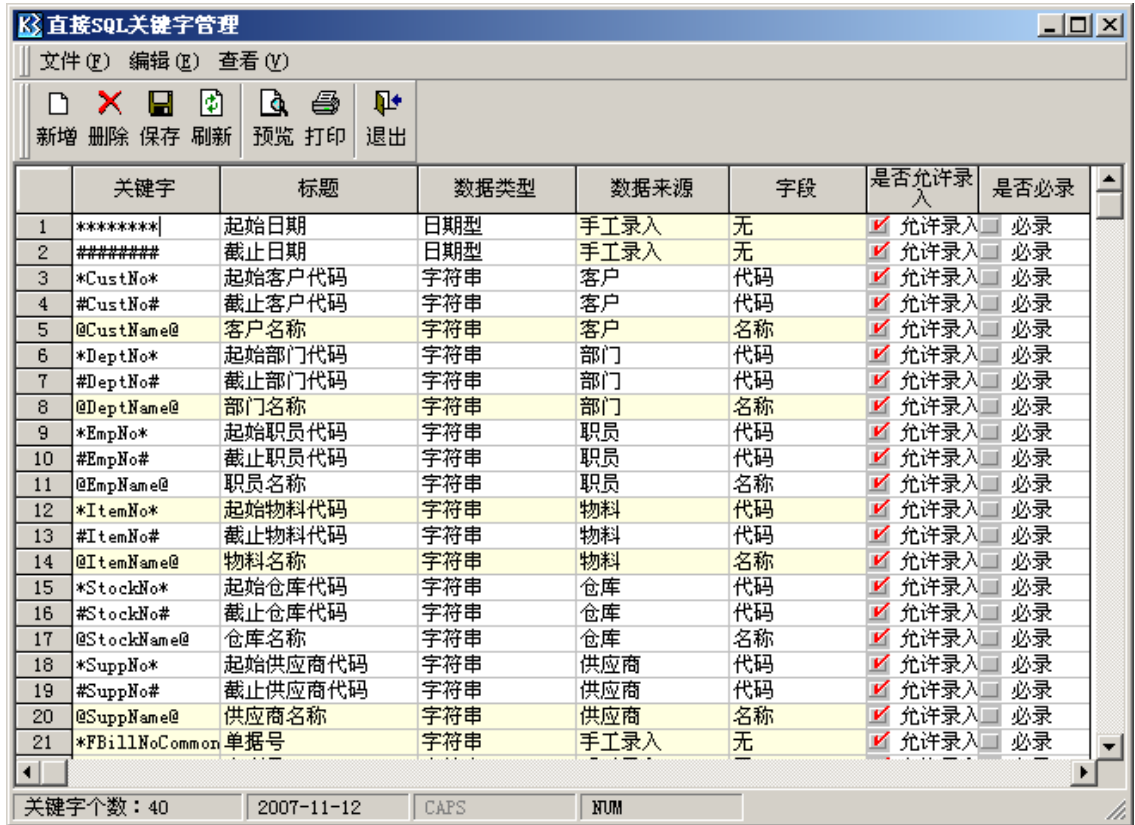 K3 直接SQL关键字管理
文件(F) 编辑(E) 查看(V)
新增 删除 保存 刷新 预览 打印 退出
关键字 标题 数据类型 数据来源 字段 是否允许录入 是否必录
1 ******** 起始日期 日期型 手工录入 无 允许录入 必录
2 ######## 截止日期 日期型 手工录入 无 允许录入 必录
3 *CustNo* 起始客户代码 字符串 客户 代码 允许录入 必录
4 #CustNo# 截止客户代码 字符串 客户 代码 允许录入 必录
5 @CustName@ 客户名称 字符串 客户 名称 允许录入 必录
6 *DeptNo* 起始部门代码 字符串 部门 代码 允许录入 必录
7 #DeptNo# 截止部门代码 字符串 部门 代码 允许录入 必录
8 @DeptName@ 部门名称 字符串 部门 名称 允许录入 必录
9 *EmpNo* 起始职员代码 字符串 职员 代码 允许录入 必录
10 #EmpNo# 截止职员代码 字符串 职员 代码 允许录入 必录
11 @EmpName@ 职员名称 字符串 职员 名称 允许录入 必录
12 *ItemNo* 起始物料代码 字符串 物料 代码 允许录入 必录
13 #ItemNo# 截止物料代码 字符串 物料 代码 允许录入 必录
14 @ItemName@ 物料名称 字符串 物料 名称 允许录入 必录
15 *StockNo* 起始仓库代码 字符串 仓库 代码 允许录入 必录
16 #StockNo# 截止仓库代码 字符串 仓库 代码 允许录入 必录
17 @StockName@ 仓库名称 字符串 仓库 名称 允许录入 必录
18 *SuppNo* 起始供应商代码 字符串 供应商 代码 允许录入 必录
19 #SuppNo# 截止供应商代码 字符串 供应商 代码 允许录入 必录
20 @SuppName@ 供应商名称 字符串 供应商 名称 允许录入 必录
21 *FBillNoCommon 单据号 字符串 手工录入 无 允许录入 必录
关键字个数：40 2007-11-12 CAPS NUM